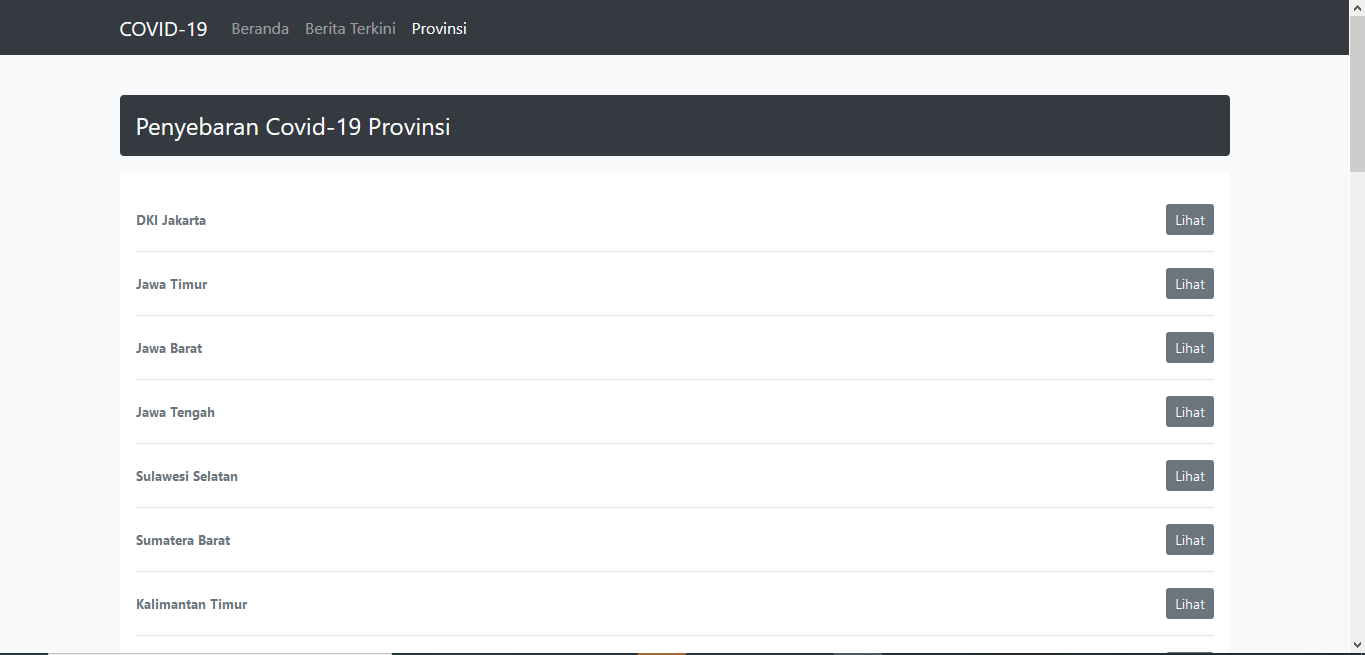 COVID-19 Beranda Berita Terkini Provinsi
Penyebaran Covid-19 Provinsi
DKI Jakarta Lihat
Jawa Timur Lihat
Jawa Barat Lihat
Jawa Tengah Lihat
Sulawesi Selatan Lihat
Sumatera Barat Lihat
Kalimantan Timur Lihat